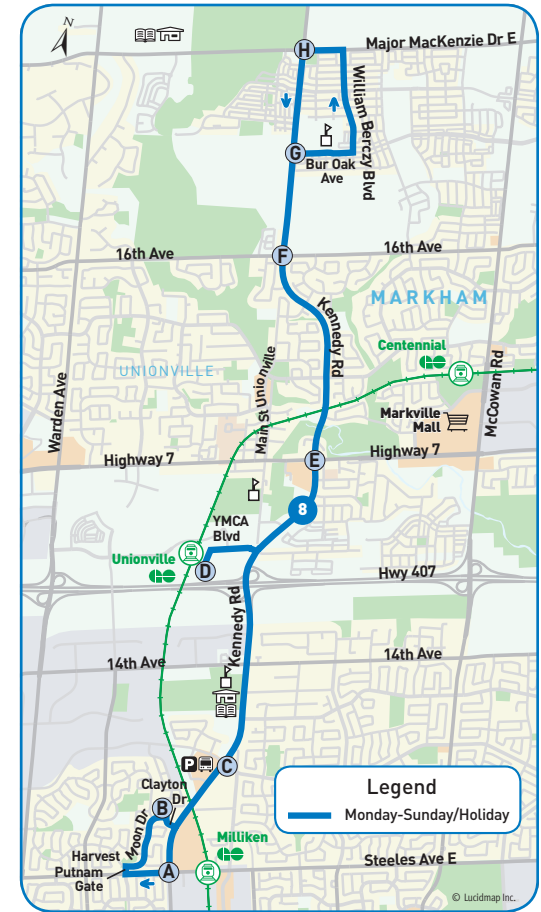 N
H
Major MacKenzie Dr E
William Berczy Blvd
G
Bur Oak
Ave
16th Ave
F
16th Ave
MARKHAM
Kennedy Rd
Centennial
UNIONVILLE
Main St Unionville
McCowan Rd
Warden Ave
Markville
Mall
Highway 7
E
Highway 7
8
YMCA
Blvd
Unionville
D
Hwy 407
Kennedy Rd
14th Ave
14th Ave
P
C
Clayton
Dr
B
Moon Dr
Harvest
Putnam
Gate
A
Milliken
Steeles Ave E
Legend
Monday-Sunday/Holiday
© Lucidmap Inc.